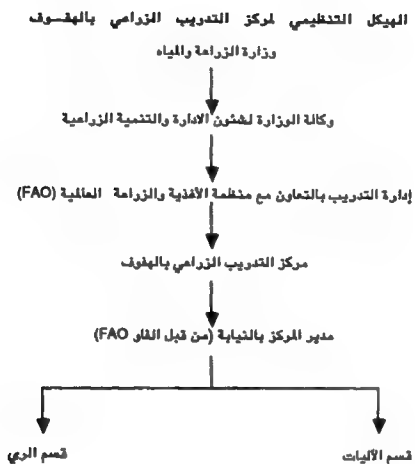 الهيكل التنظيمي لمركز التدريب الزراعي بالهفوف
وزارة الزراعة والمياه
وكالة الوزارة لشئون الادارة والتنمية الزراعية
إدارة التدريب بالتعاون مع منظمة الأغذية والزراعة العالمية (FAO)
مركز التدريب الزراعي بالهفوف
مدير المركز بالنيابة (من قبل الفاو FAO)
قسم الآليات
قسم الري